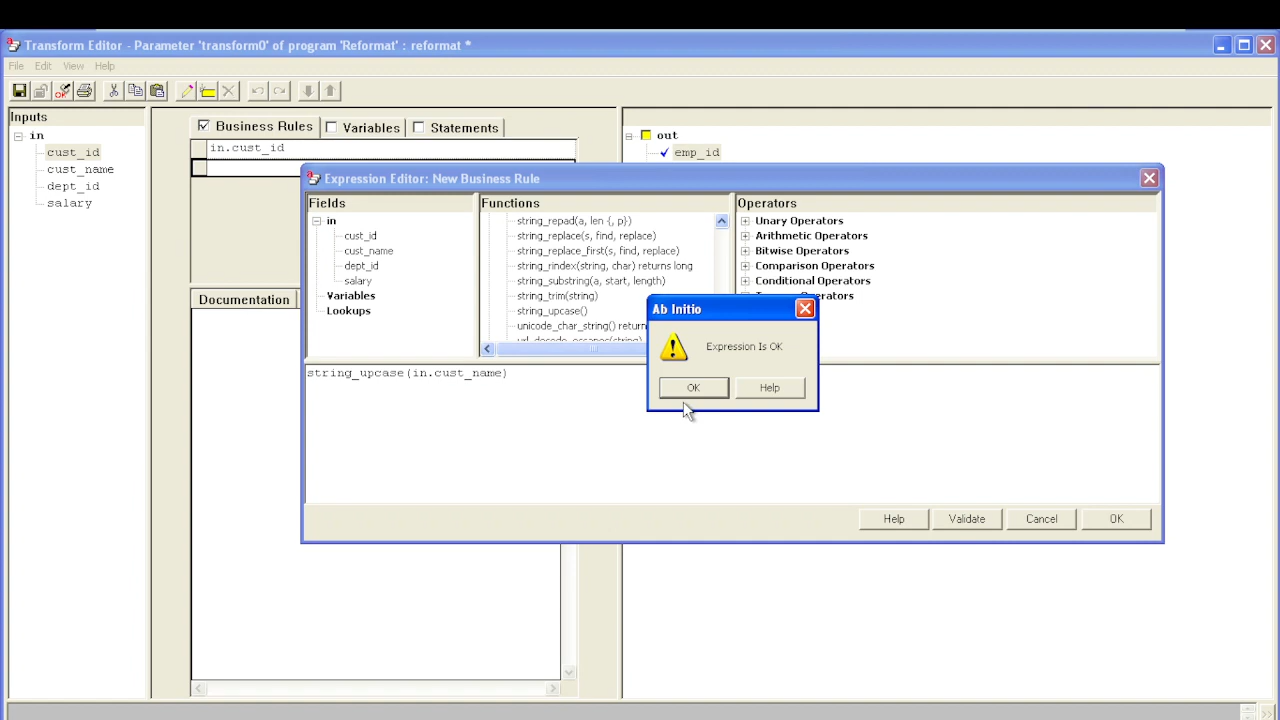 Transform Editor - Parameter 'transform0' of program 'Reformat' : reformat *
File Edit View Help
Inputs
in
cust_id
cust_name
dept_id
salary
Business Rules
Variables
Statements
in.cust_id
out
emp_id
Documentation
Expression Editor: New Business Rule
Fields
in
cust_id
cust_name
dept_id
salary
Variables
Lookups
Functions
string_repad(a, len {, p})
string_replace(s, find, replace)
string_replace_first(s, find, replace)
string_rindex(string, char) returns long
string_substring(a, start, length)
string_trim(string)
string_upcase()
unicode_char_string() return
Operators
Unary Operators
Arithmetic Operators
Bitwise Operators
Comparison Operators
Conditional Operators
Ab Initio
Expression Is OK
OK Help
string_upcase(in.cust_name)
Help Validate Cancel OK